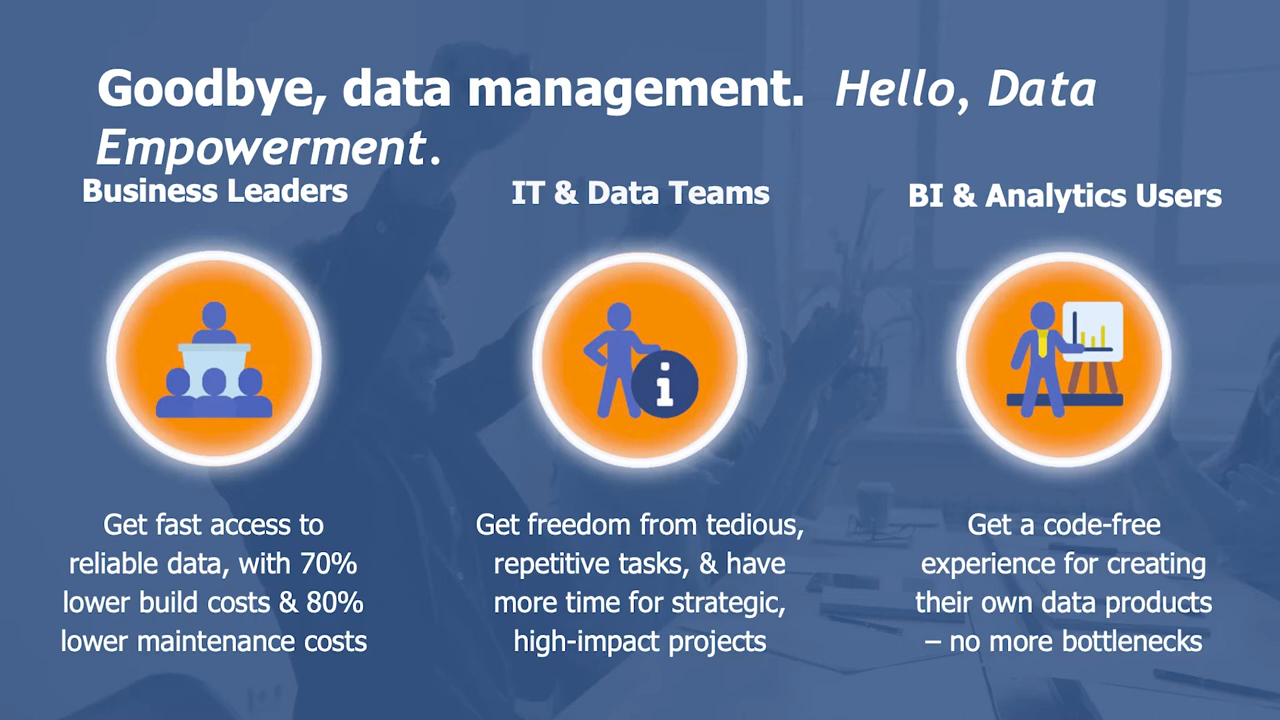 Goodbye, data management. Hello, Data
Empowerment.
Business Leaders
IT & Data Teams
BI & Analytics Users
i
Get fast access to
reliable data, with 70%
lower build costs & 80%
lower maintenance costs
Get freedom from tedious,
repetitive tasks, & have
more time for strategic,
high-impact projects
Get a code-free
experience for creating
their own data products
– no more bottlenecks